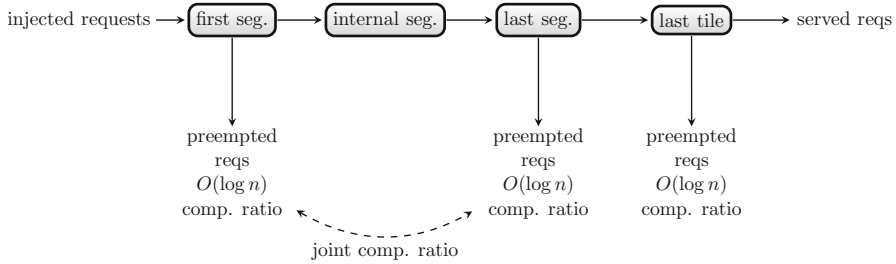 injected requests first seg. internal seg. last seg. last tile served reqs
preempted preempted preempted
reqs reqs reqs
O(log n) O(log n) O(log n)
comp. ratio comp. ratio comp. ratio
joint comp. ratio